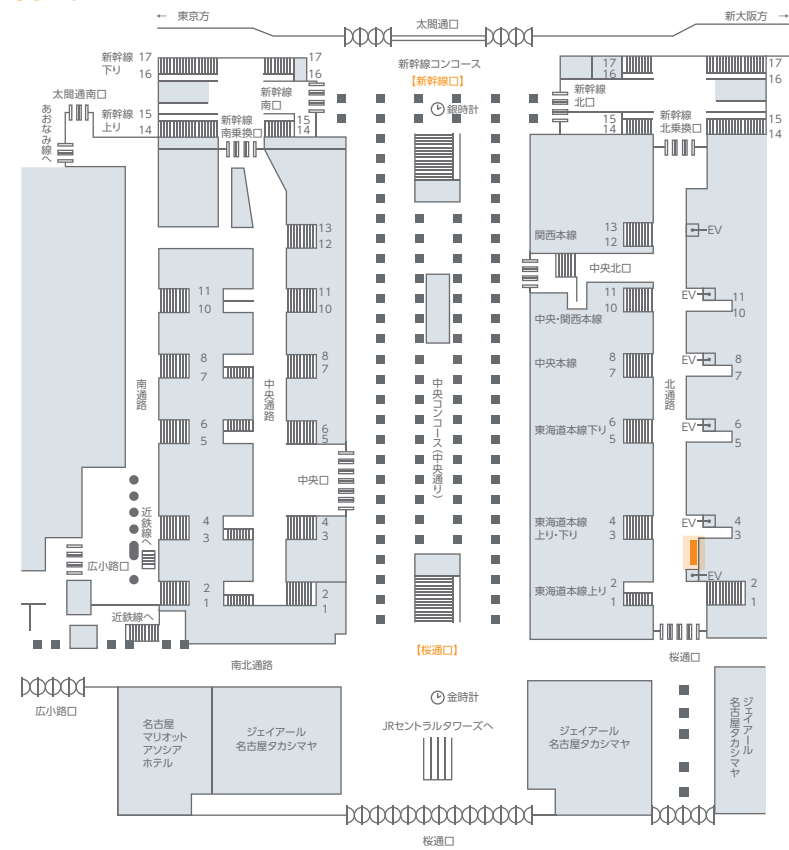 ← 東京方
太閤通口
新大阪方 →
新幹線
下り
17
16
17
16
新幹線コンコース
【新幹線口】
17
16
17
16
太閤通南口
新幹線
南口
新幹線
北口
あおなみ線へ
新幹線
上り
15
14
新幹線
南乗換口
15
14
銀時計
15
14
新幹線
北乗換口
15
14
13
12
関西本線
13
12
EV
中央北口
11
10
11
10
11
10
中央・関西本線
EV
11
10
8
7
8
7
中央本線
8
7
EV
8
7
南通路
中央通路
中央コンコース(中央通り)
北通路
6
5
6
5
東海道本線下り
6
5
EV
6
5
中央口
近鉄線へ
4
3
4
3
東海道本線
上り・下り
4
3
EV
4
3
広小路口
2
1
2
1
東海道本線上り
2
1
EV
2
1
近鉄線へ
【桜通口】
南北通路
桜通口
広小路口
金時計
JRセントラルタワーズへ
名古屋
マリオット
アソシア
ホテル
ジェイアール
名古屋タカシマヤ
ジェイアール
名古屋タカシマヤ
ジェイアール
名古屋タカシマヤ
桜通口